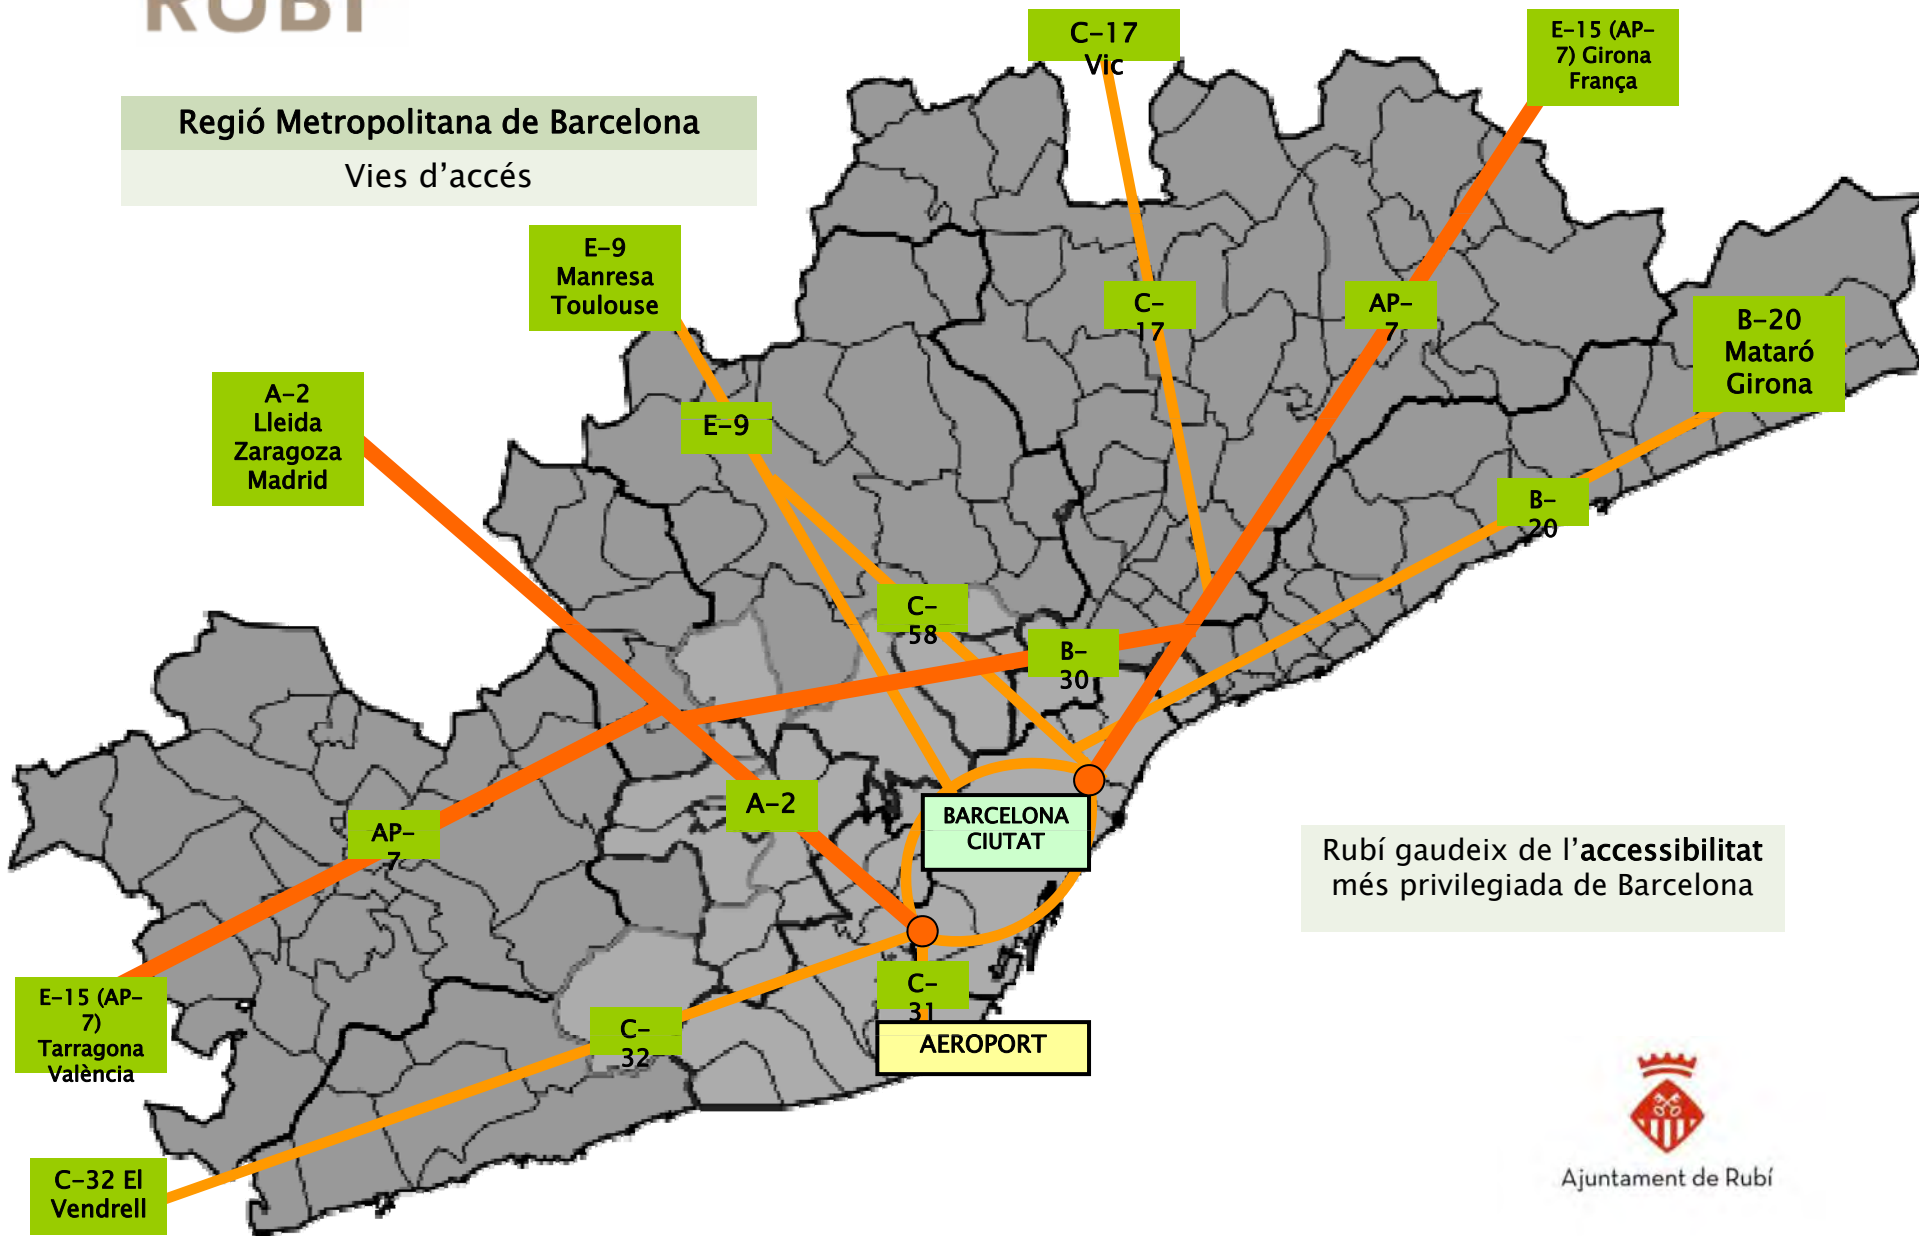 RUBÍ
C-17
Vic
E-15 (AP-
7) Girona
França
Regió Metropolitana de Barcelona
Vies d'accés
E-9
Manresa
Toulouse
C-
17
AP-
7
B-20
Mataró
Girona
A-2
Lleida
Zaragoza
Madrid
E-9
B-
20
C-
58
B-
30
A-2
BARCELONA
CIUTAT
AP-
7
Rubí gaudeix de l'accessibilitat
més privilegiada de Barcelona
E-15 (AP-
7)
Tarragona
València
C-
31
C-
32
AEROPORT
C-32 El
Vendrell
Ajuntament de Rubí